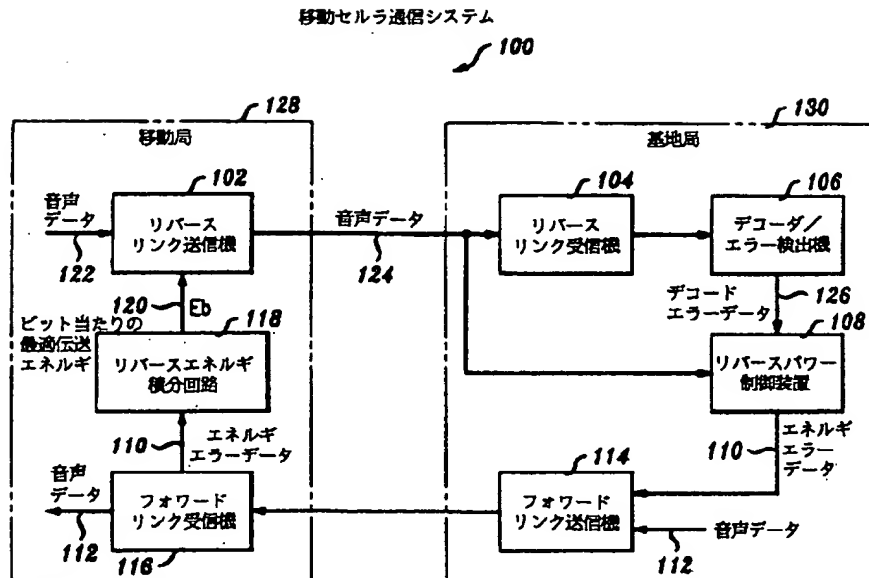 移動セルラ通信システム
100
128
移動局
130
基地局
音声
データ
122
102
リバース
リンク送信機
音声データ
124
104
リバース
リンク受信機
106
デコーダ/
エラー検出機
120
Eb
デコード
エラーデータ
126
ビット当たりの
最適伝送
エネルギ
118
リバースエネルギ
積分回路
108
リバースパワー
制御装置
110
エネルギ
エラーデータ
110
エネルギ
エラー
データ
音声
データ
112
フォワード
リンク受信機
116
114
フォワード
リンク送信機
音声データ
112